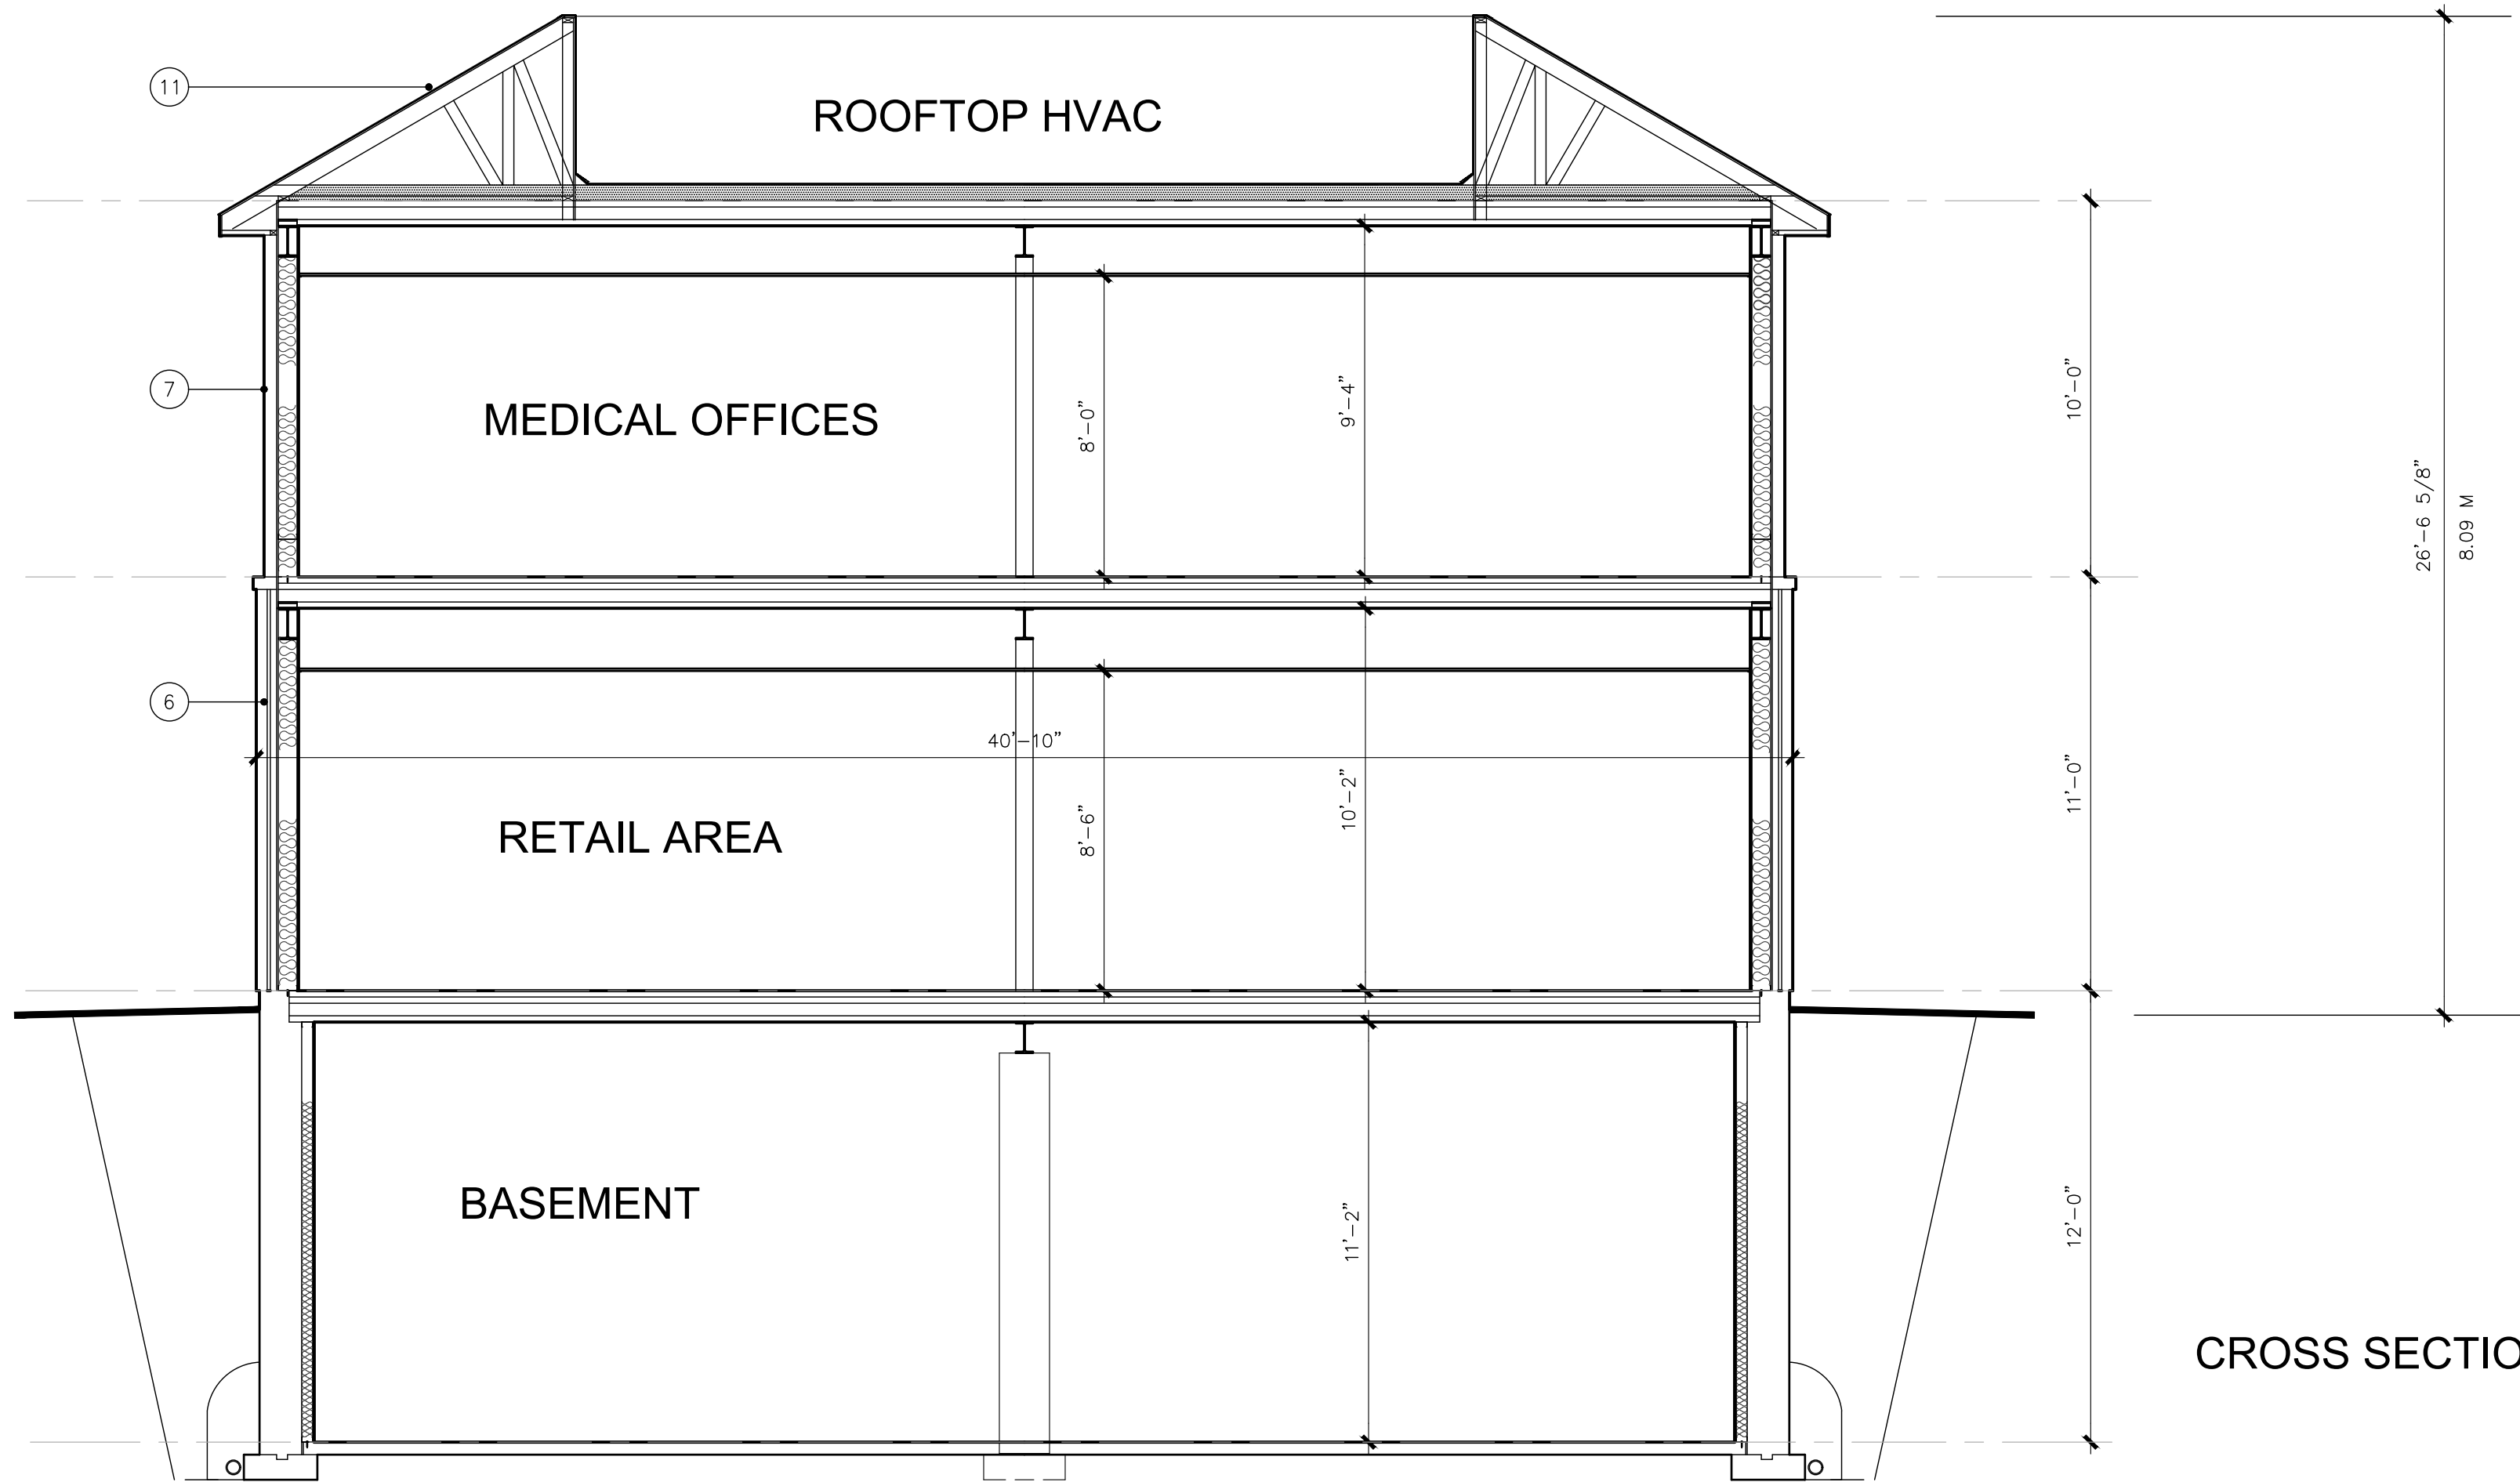 11
ROOFTOP HVAC
7
MEDICAL OFFICES
8'-0"
9'-4"
10'-0"
26'-6 5/8"
8.09 M
6
40'-10"
RETAIL AREA
8'-6"
10'-2"
11'-0"
BASEMENT
11'-2"
12'-0"
CROSS SECTIO